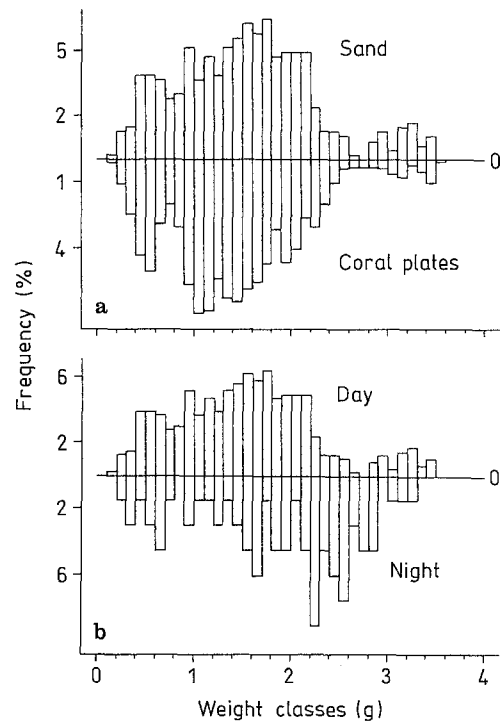 Sand
5
2
0
1
4
Coral plates
a
Frequency (%)
6
Day
2
0
2
Night
6
b
0 1 2 3 4
Weight classes (g)